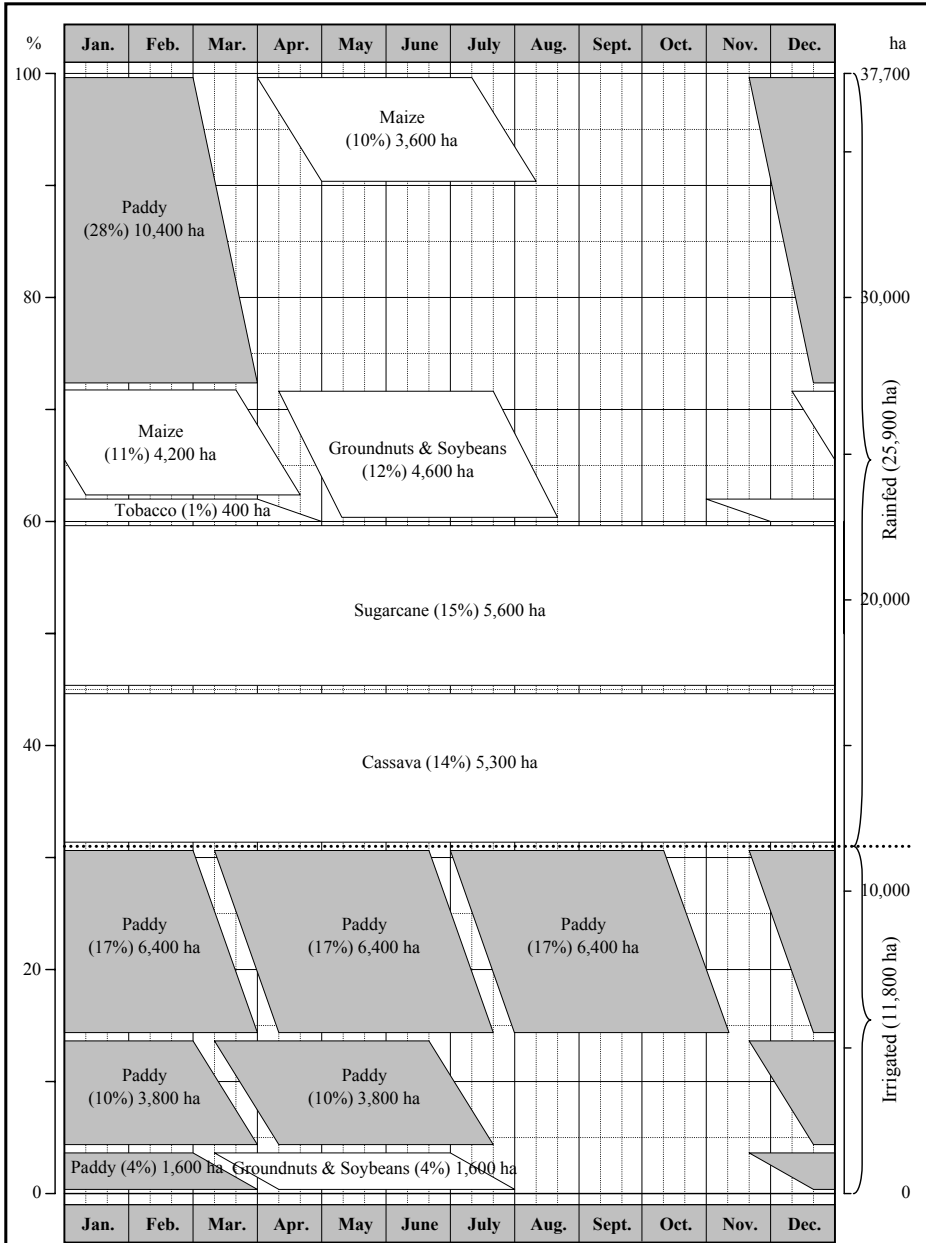 % Jan. Feb. Mar. Apr. May June July Aug. Sept. Oct. Nov. Dec. ha
100 37,700
Maize
(10%) 3,600 ha
Paddy
(28%) 10,400 ha
80 30,000
Maize
(11%) 4,200 ha
Groundnuts & Soybeans
(12%) 4,600 ha
Tobacco (1%) 400 ha
60
Rainfed (25,900 ha)
20,000
Sugarcane (15%) 5,600 ha
40
Cassava (14%) 5,300 ha
10,000
Paddy
(17%) 6,400 ha
Paddy
(17%) 6,400 ha
Paddy
(17%) 6,400 ha
20
Irrigated (11,800 ha)
Paddy
(10%) 3,800 ha
Paddy
(10%) 3,800 ha
Paddy (4%) 1,600 ha
Groundnuts & Soybeans (4%) 1,600 ha
0 0
Jan. Feb. Mar. Apr. May June July Aug. Sept. Oct. Nov. Dec.